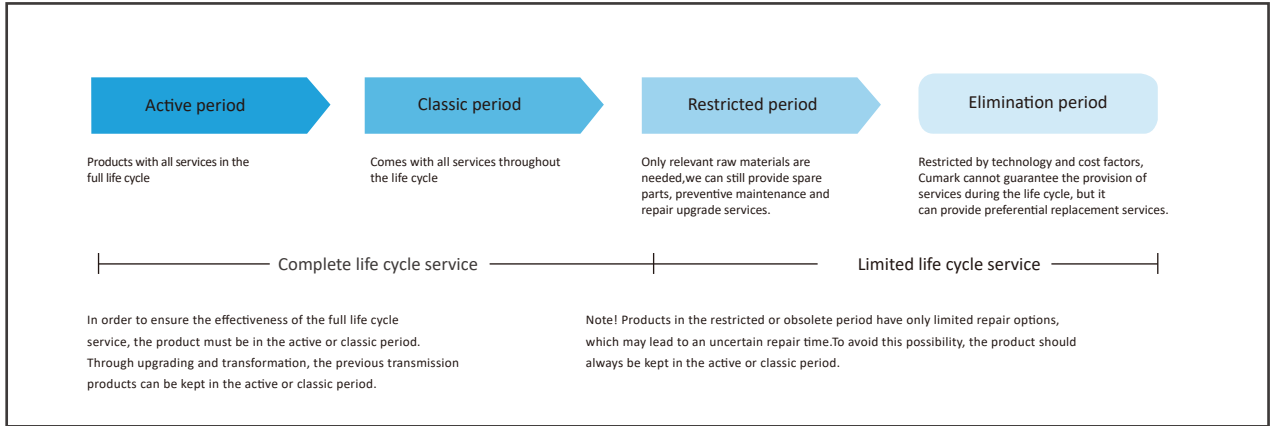 Active period
Classic period
Restricted period
Elimination period
Products with all services in the
full life cycle
Comes with all services throughout
the life cycle
Only relevant raw materials are
needed,we can still provide spare
parts, preventive maintenance and
repair upgrade services.
Restricted by technology and cost factors,
Cumark cannot guarantee the provision of
services during the life cycle, but it
can provide preferential replacement services.
Complete life cycle service
Limited life cycle service
In order to ensure the effectiveness of the full life cycle
service, the product must be in the active or classic period.
Through upgrading and transformation, the previous transmission
products can be kept in the active or classic period.
Note! Products in the restricted or obsolete period have only limited repair options,
which may lead to an uncertain repair time.To avoid this possibility, the product should
always be kept in the active or classic period.